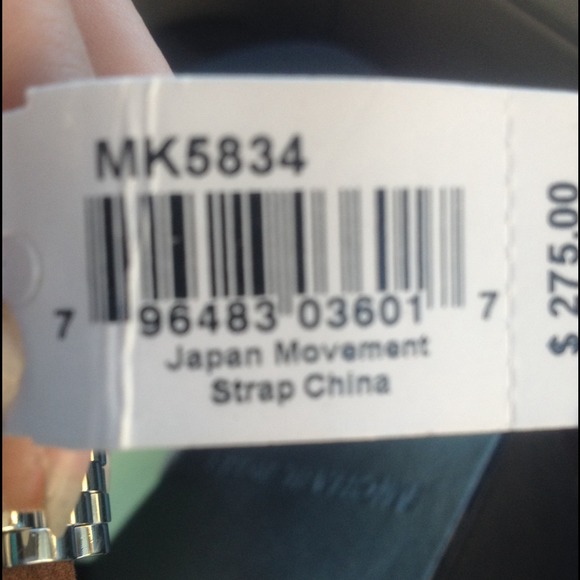 MK5834
7 96483 03601 7
Japan Movement
Strap China
$ 275.00